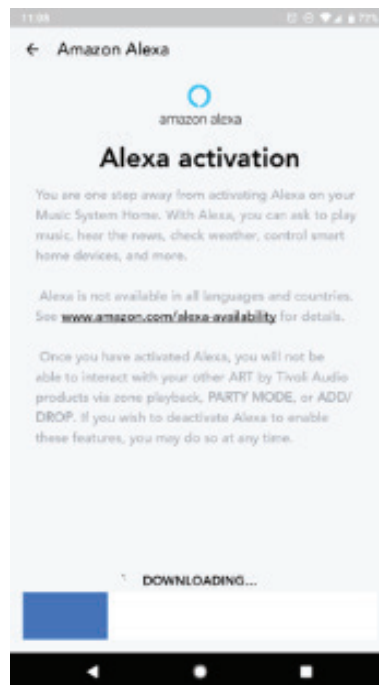 11:08
77%
Amazon Alexa
amazon alexa
Alexa activation
You are one step away from activating Alexa on your
Music System Home. With Alexa, you can ask to play
music, hear the news, check weather, control smart
home devices, and more.
Alexa is not available in all languages and countries.
See www.amazon.com/alexa-availability for details.
Once you have activated Alexa, you will not be
able to interact with your other ART by Tivoli Audio
products via zone playback, PARTY MODE, or ADD/
DROP. If you wish to deactivate Alexa to enable
these features, you may do so at any time.
DOWNLOADING...